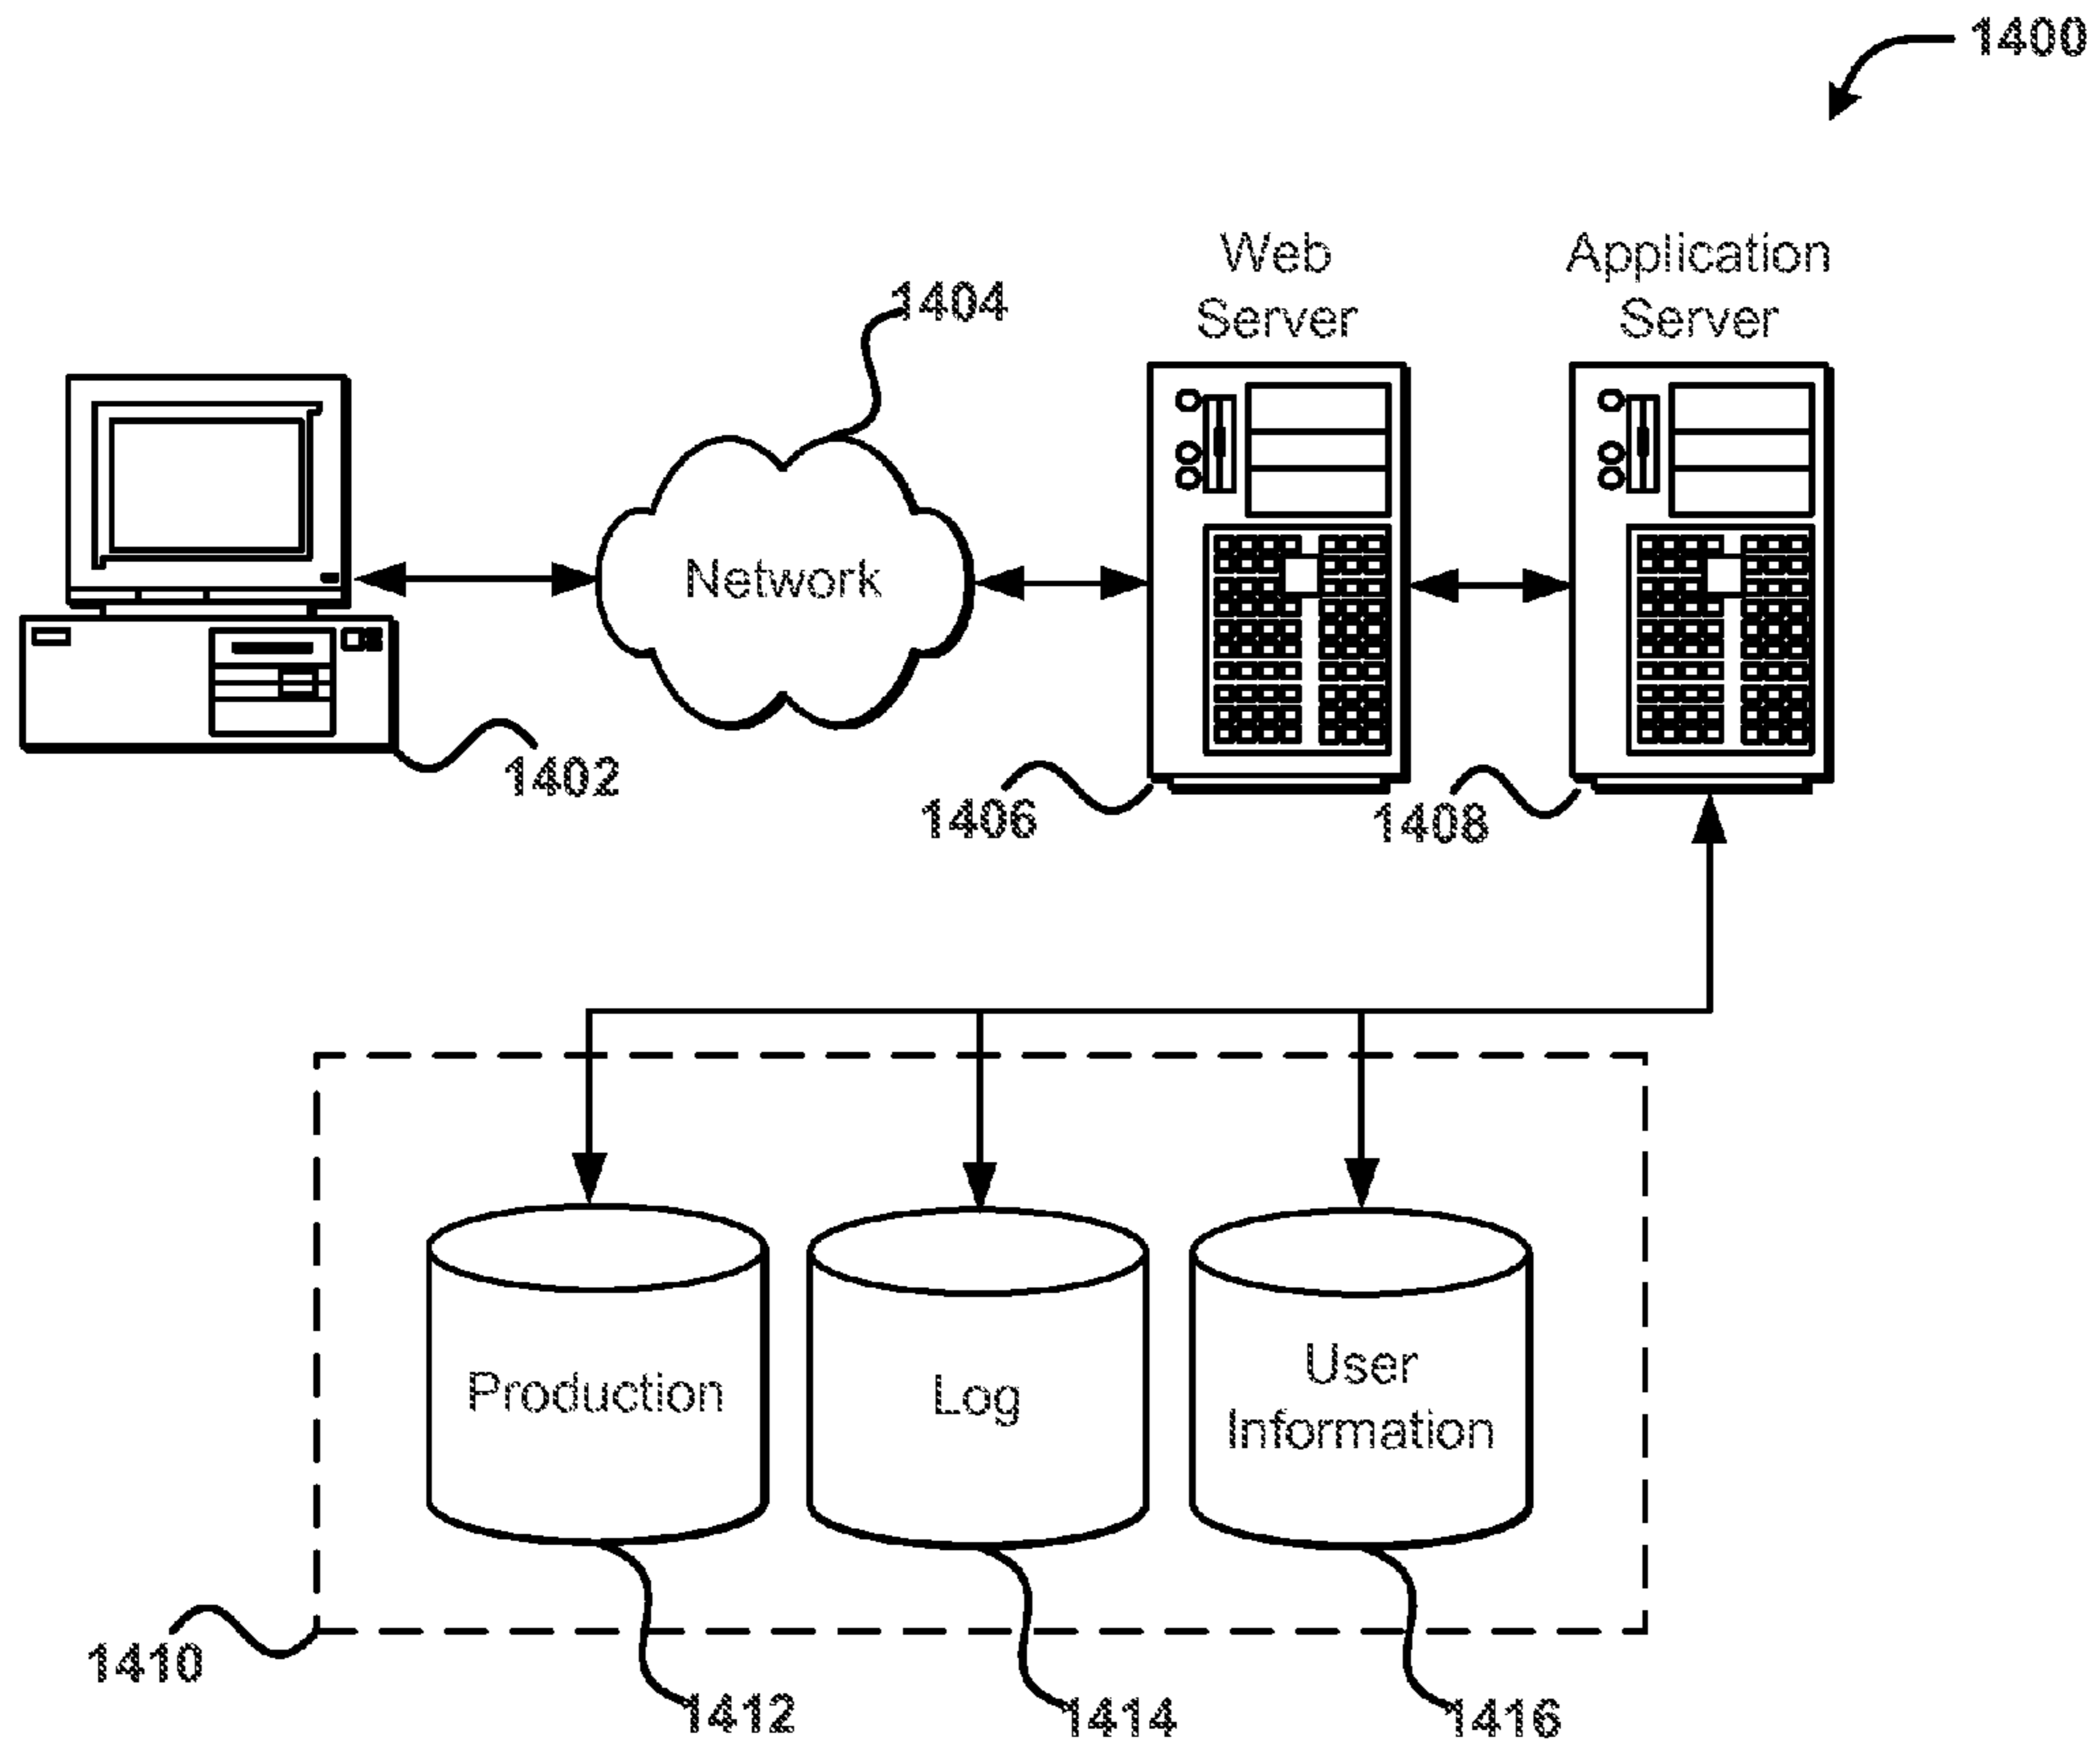 1400
Web
Server
Application
Server
1404
Network
1402
1406
1408
Production
Log
User
Information
1410
1412
1414
1416